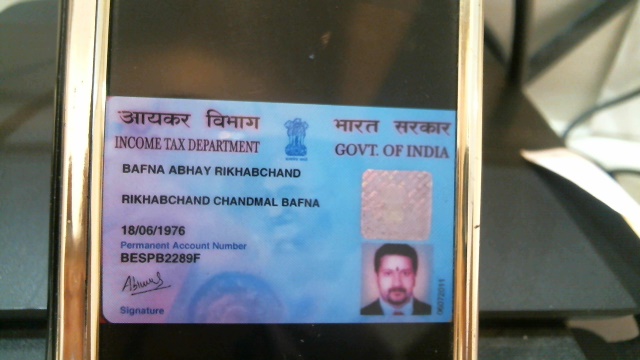 आयकर विभाग
भारत सरकार
INCOME TAX DEPARTMENT
GOVT. OF INDIA
BAFNA ABHAY RIKHABCHAND
RIKHABCHAND CHANDMAL BAFNA
18/06/1976
Permanent Account Number
BESPB2289F
Signature